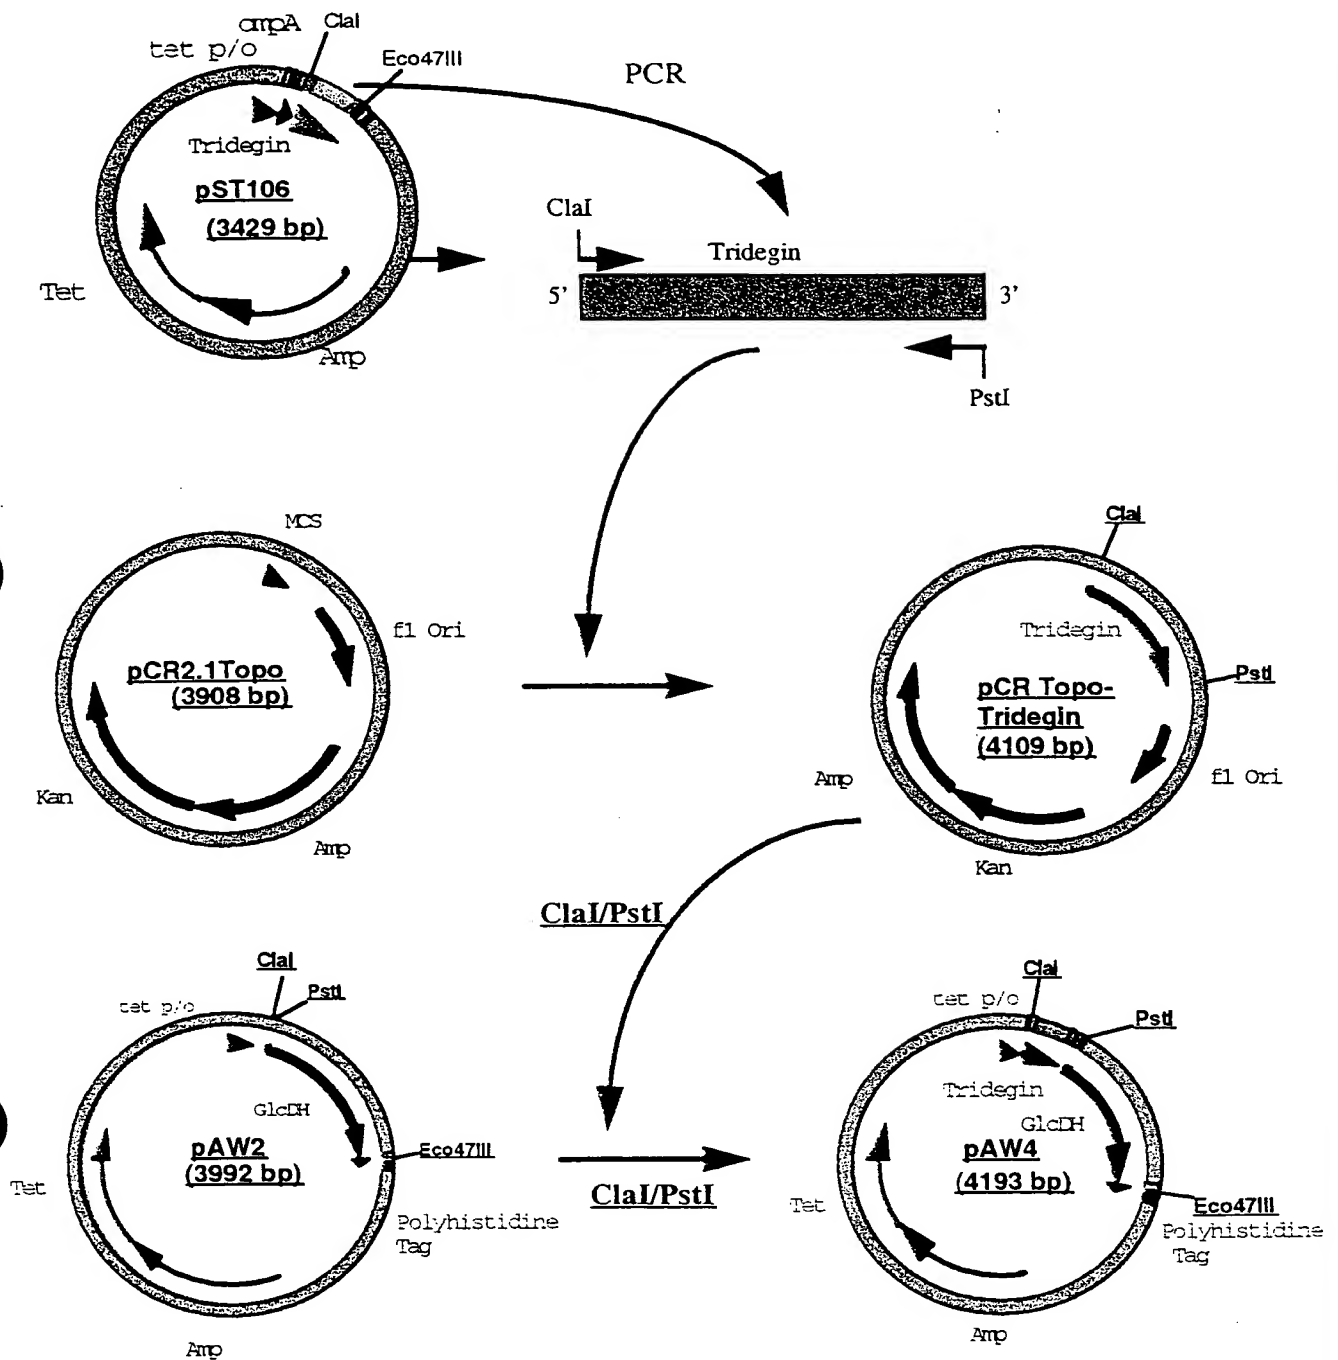 ompA
ClaI
tet p/o
Eco47III
PCR
Tridegin
pST106
(3429 bp)
Tet
Amp
ClaI
Tridegin
5'
3'
PstI
MCS
f1 Ori
pCR2.1Topo
(3908 bp)
Kan
Amp
ClaI
Tridegin
PstI
pCR Topo-
Tridegin
(4109 bp)
f1 Ori
Amp
Kan
ClaI/PstI
ClaI
PstI
tet p/o
GlcDH
pAW2
(3992 bp)
Eco47III
Tet
Polyhistidine
Tag
Amp
ClaI/PstI
ClaI
tet p/o
PstI
Tridegin
GlcDH
pAW4
(4193 bp)
Tet
Eco47III
Polyhistidine
Tag
Amp